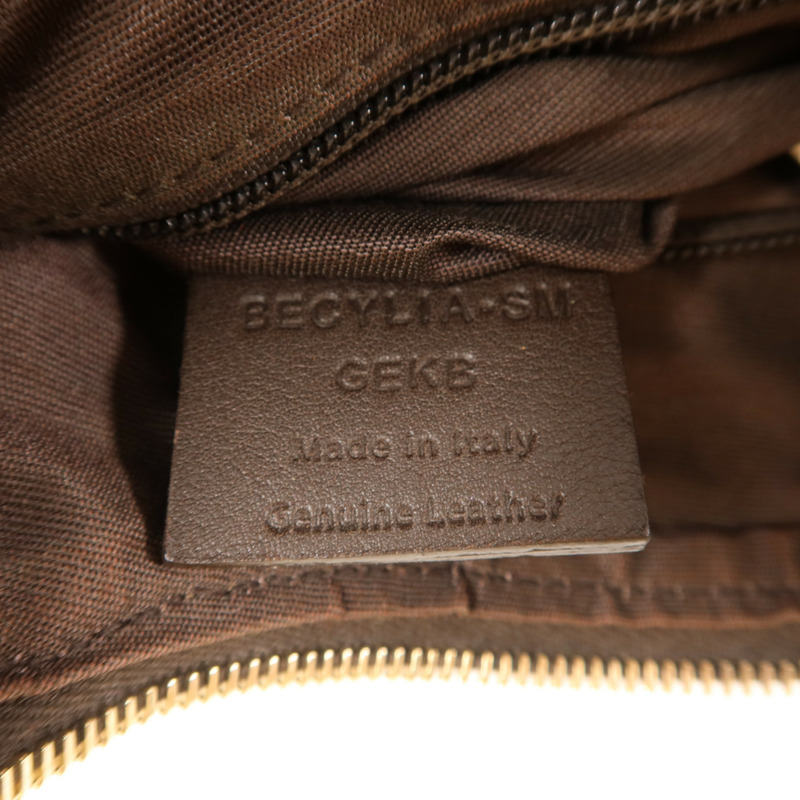 BECYLIA-SM
GEKB
Made in Italy
Genuine Leather